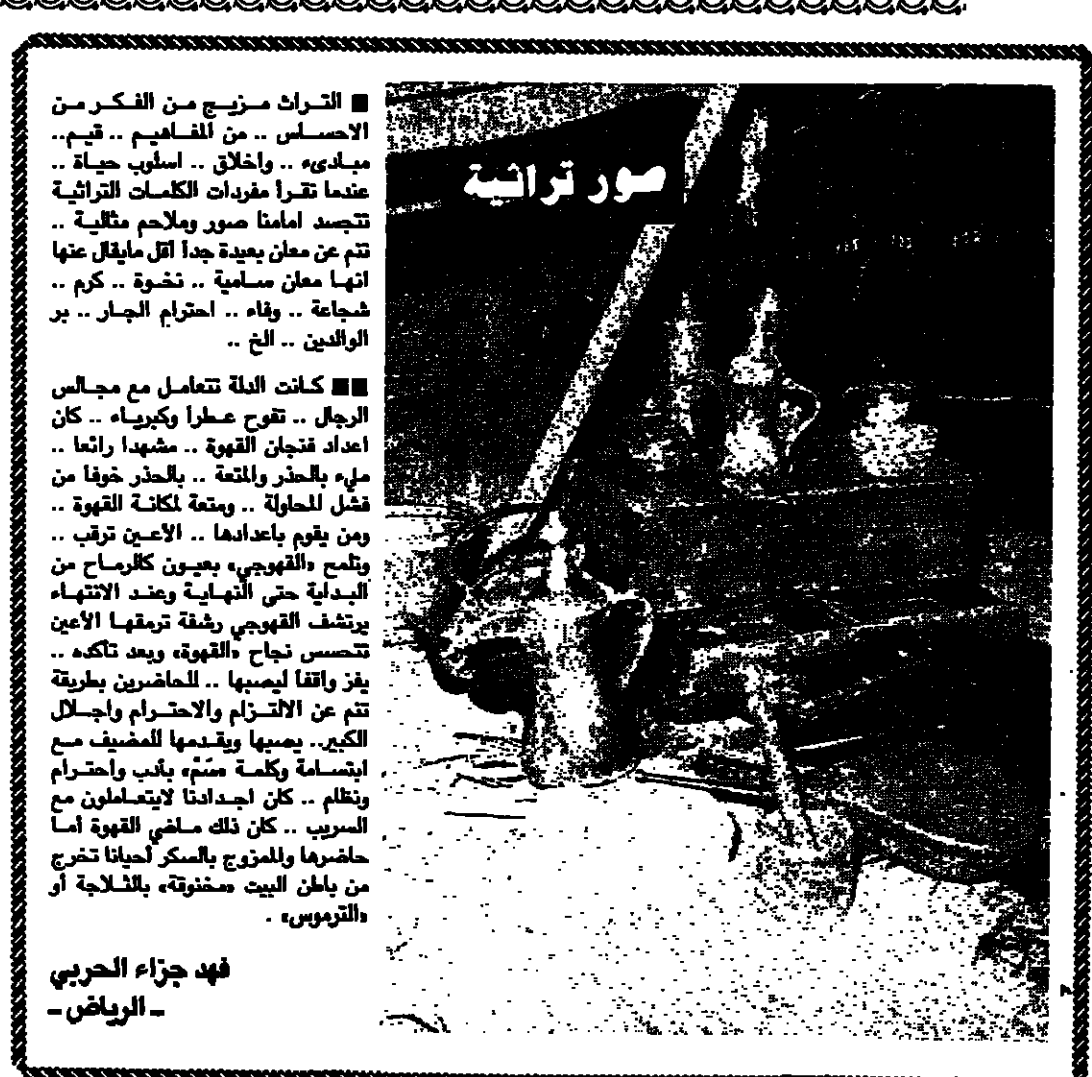 صور تراثية
■ التراث مزيج من الفكر من
الاحساس .. من المفاهيم .. قيم..
مبادىء .. واخلاق .. اسلوب حياة ..
عندما تقرأ مفردات الكلمات التراثية
تتجسد امامنا صور وملاحم مثالية ..
تتم عن معان بعيدة جداً أقل مايقال عنها
انها معان سامية .. نخوة .. كرم ..
شجاعة .. وفاء .. احترام الجار .. بر
الوالدين .. الخ ..
■■ كانت الدلة تتعامل مع مجالس
الرجال .. تفوح عطراً وكبرياء .. كان
اعداد فنجان القهوة .. مشهدا رائعا ..
مليء بالحذر والمتعة .. بالحذر خوفا من
فشل المحاولة .. ومتعة لمكانة القهوة ..
ومن يقوم باعدادها .. الأعين ترقب ..
وتلمح «القهوجي» بعيون كالرماح من
البداية حتى النهاية وعند الانتهاء
يرتشف القهوجي رشفة ترمقها الأعين
تتحسس نجاح «القهوة» وبعد تأكده ..
يفز واقفاً ليصبها .. للحاضرين بطريقة
تتم عن الالتزام والاحترام واجلال
الكبير.. يصبها ويقدمها للمضيف مع
ابتسامة وكلمة «سَمْ» بأدب واحترام
ونظام .. كان اجدادنا لايتعاملون مع
السريب .. كان ذلك ماضي القهوة أما
حاضرها والممزوج بالسكر أحيانا تخرج
من باطن البيت «مخنوقة» بالثلاجة أو
«الترموس» .
فهد جزاء الحربي
ـ الرياض ـ